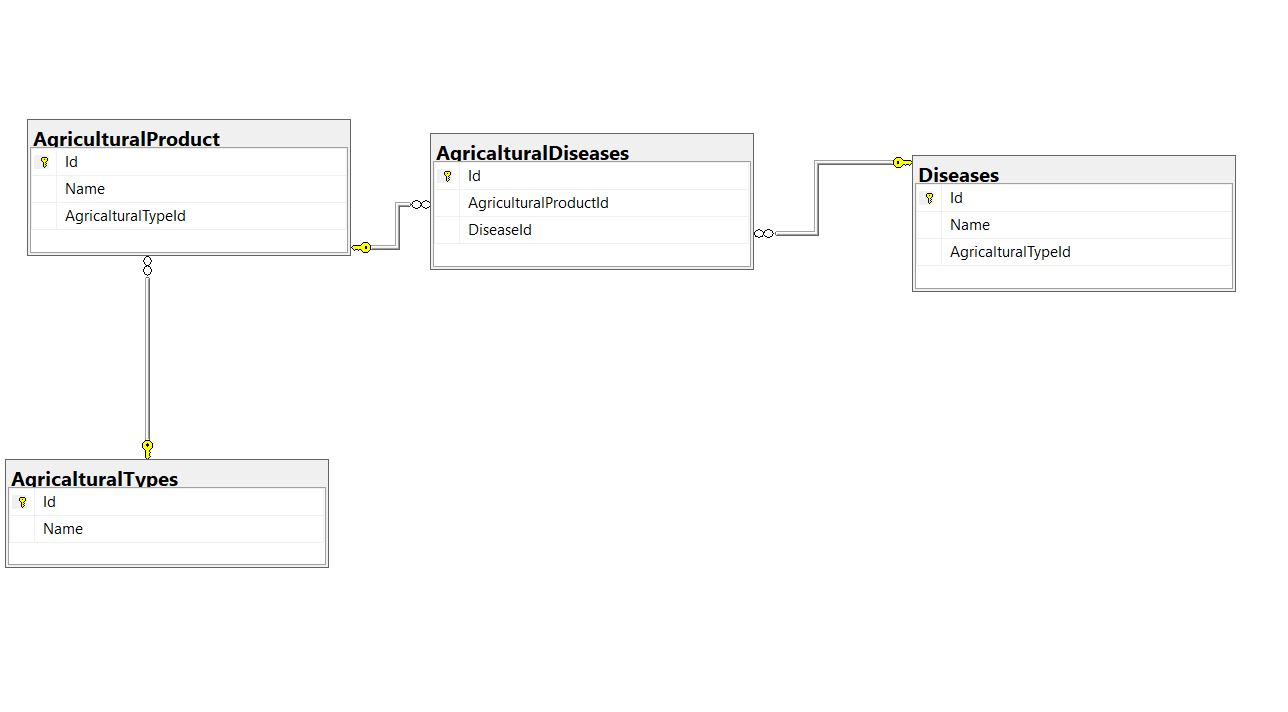 AgriculturalProduct
Id
Name
AgricalturalTypeId
AgricalturalDiseases
Id
AgriculturalProductId
DiseaseId
Diseases
Id
Name
AgricalturalTypeId
AgricalturalTypes
Id
Name